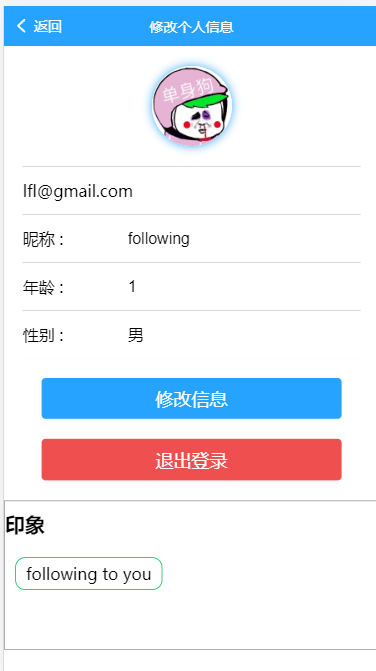 返回 修改个人信息
单身狗
lfl@gmail.com
昵称： following
年龄： 1
性别： 男
修改信息
退出登录
印象
following to you